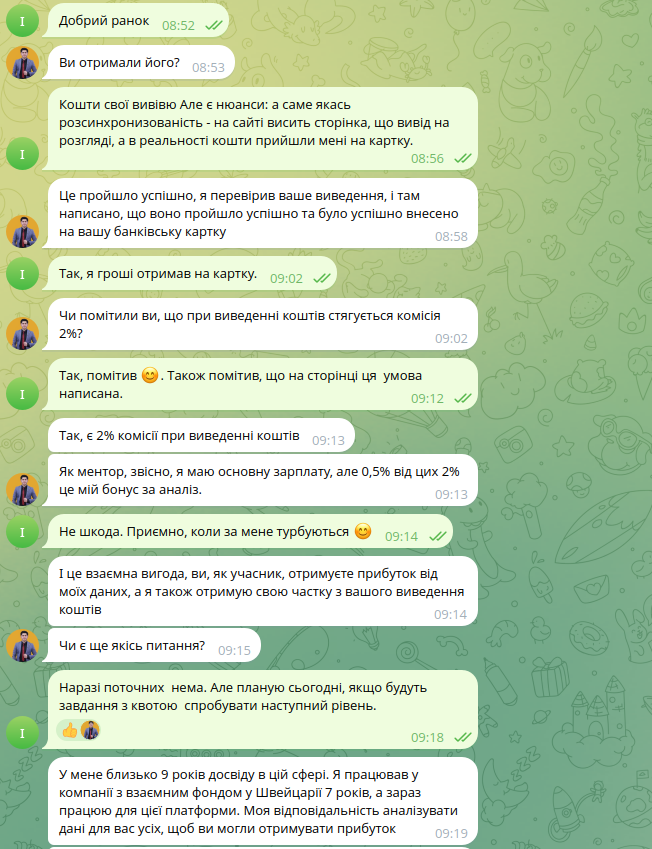 І
Добрий ранок
08:52
Ви отримали його?
08:53
Кошти свої вивівю Але є нюанси: а саме якась
розсинхронизованість - на сайті висить сторінка, що вивід на
розгляді, а в реальності кошти прийшли мені на картку.
І
08:56
Це пройшло успішно, я перевірив ваше виведення, і там
написано, що воно пройшло успішно та було успішно внесено
на вашу банківську картку
08:58
І
Так, я гроші отримав на картку.
09:02
Чи помітили ви, що при виведенні коштів стягується комісія
2%?
09:02
Так, помітив 😊. Також помітив, що на сторінці ця умова
написана.
І
09:12
Так, є 2% комісії при виведенні коштів
09:13
Як ментор, звісно, я маю основну зарплату, але 0,5% від цих 2%
це мій бонус за аналіз.
09:13
І
Не шкода. Приємно, коли за мене турбуються 😊
09:14
І це взаємна вигода, ви, як учасник, отримуєте прибуток від
моїх даних, а я також отримую свою частку з вашого виведення
коштів
09:14
Чи є ще якісь питання?
09:15
Наразі поточних нема. Але планую сьогодні, якщо будуть
завдання з квотою спробувати наступний рівень.
👍
І
09:18
У мене близько 9 років досвіду в цій сфері. Я працював у
компанії з взаємним фондом у Швейцарії 7 років, а зараз
працюю для цієї платформи. Моя відповідальність аналізувати
дані для вас усіх, щоб ви могли отримувати прибуток
09:19